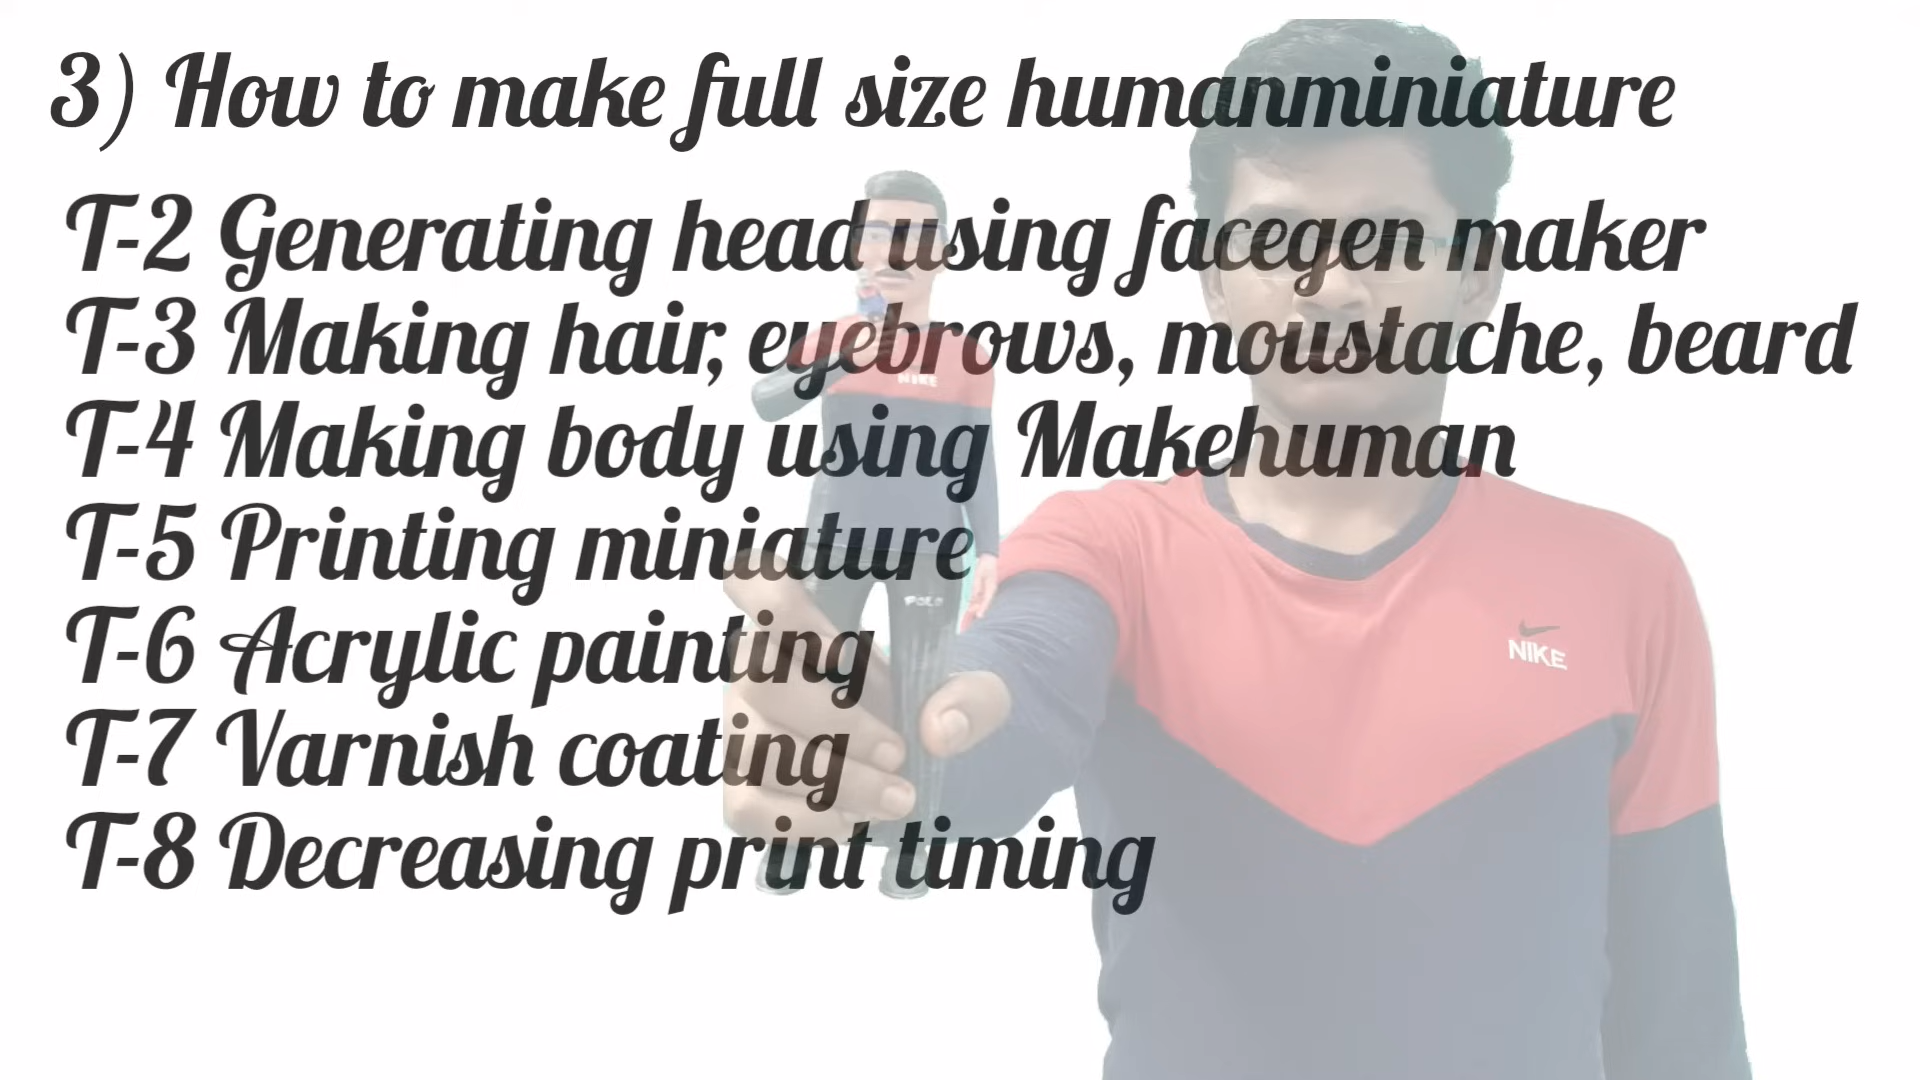 3) How to make full size humanminiature
T-2 Generating head using facegen maker
T-3 Making hair, eyebrows, moustache, beard
T-4 Making body using Makehuman
T-5 Printing miniature
T-6 Acrylic painting
T-7 Varnish coating
T-8 Decreasing print timing
NIKE
POLO
NIKE